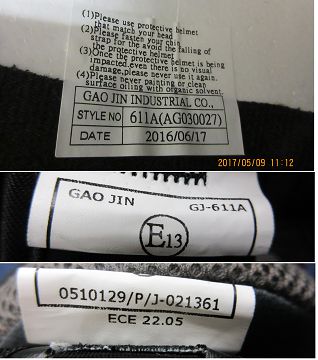 (1)Please use protective helmet
that match your head
(2)Please fasten your chin
strap for the avoid the falling of
the protective helmet
(3)Once the protective helmet is being
impacted,even there is no visual
damage,please never use it again.
(4)Please never painting or clean
surface oiling with organic solvent.
GAO JIN INDUSTRIAL CO.,
STYLE NO 611A(AG030027)
DATE 2016/06/17
2017/05/09 11:12
GAO JIN GJ-611A
E13
0510129/P/J-021361
ECE 22.05